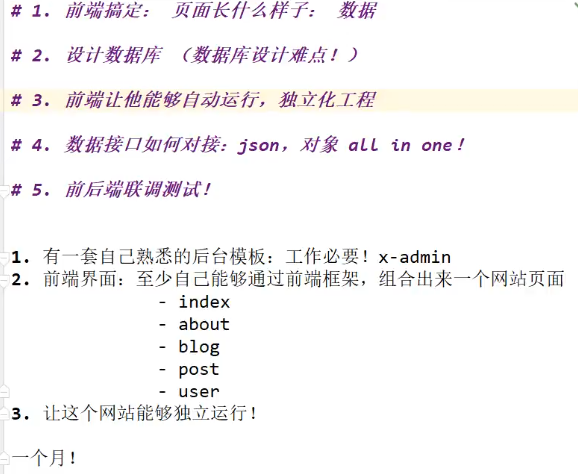 # 1. 前端搞定： 页面长什么样子： 数据
# 2. 设计数据库 （数据库设计难点！）
# 3. 前端让他能够自动运行，独立化工程
# 4. 数据接口如何对接：json，对象 all in one！
# 5. 前后端联调测试！
1. 有一套自己熟悉的后台模板：工作必要！x-admin
2. 前端界面：至少自己能够通过前端框架，组合出来一个网站页面
- index
- about
- blog
- post
- user
3. 让这个网站能够独立运行！
一个月！